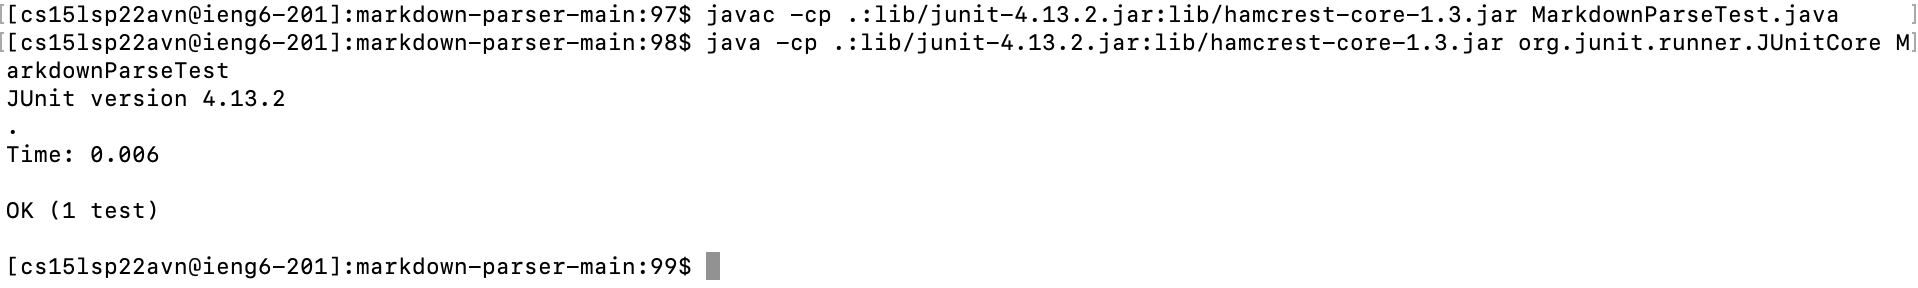 [cs15lsp22avn@ieng6-201]:markdown-parser-main:97$ javac -cp .:lib/junit-4.13.2.jar:lib/hamcrest-core-1.3.jar MarkdownParseTest.java
[cs15lsp22avn@ieng6-201]:markdown-parser-main:98$ java -cp .:lib/junit-4.13.2.jar:lib/hamcrest-core-1.3.jar org.junit.runner.JUnitCore M
arkdownParseTest
JUnit version 4.13.2
.
Time: 0.006
OK (1 test)
[cs15lsp22avn@ieng6-201]:markdown-parser-main:99$